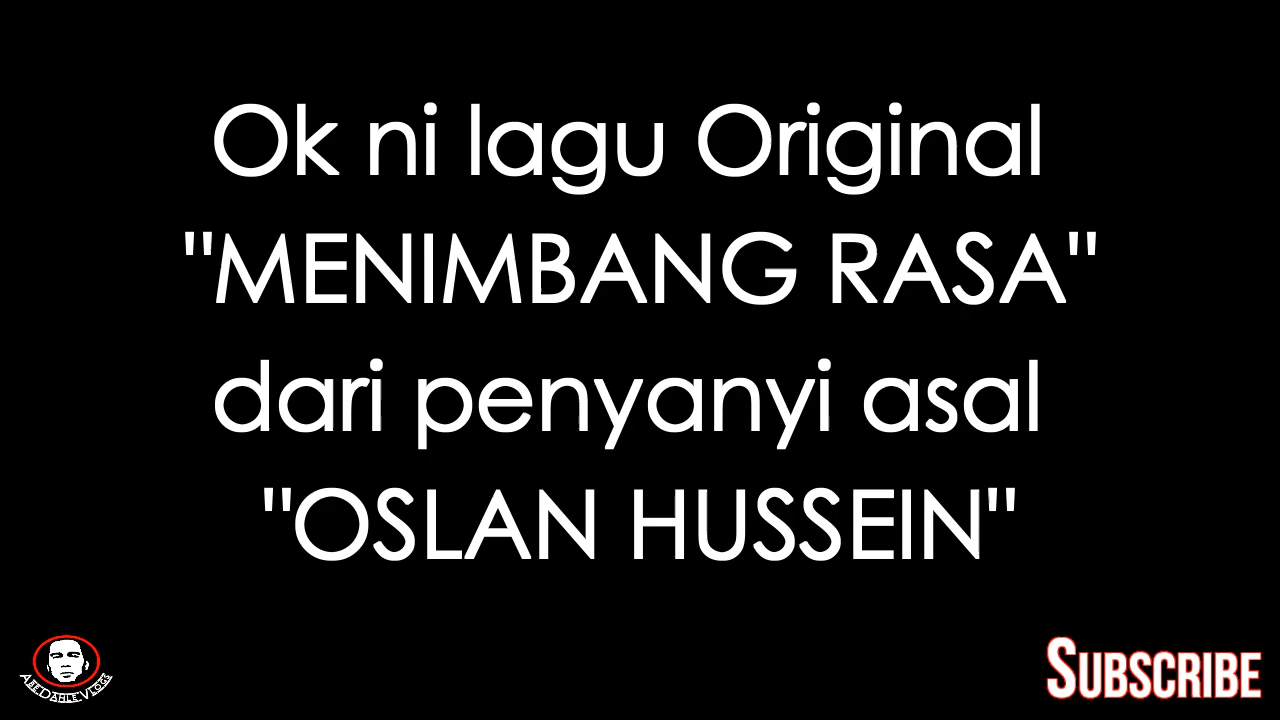 Ok ni lagu Original
"MENIMBANG RASA"
dari penyanyi asal
"OSLAN HUSSEIN"
SUBSCRIBE